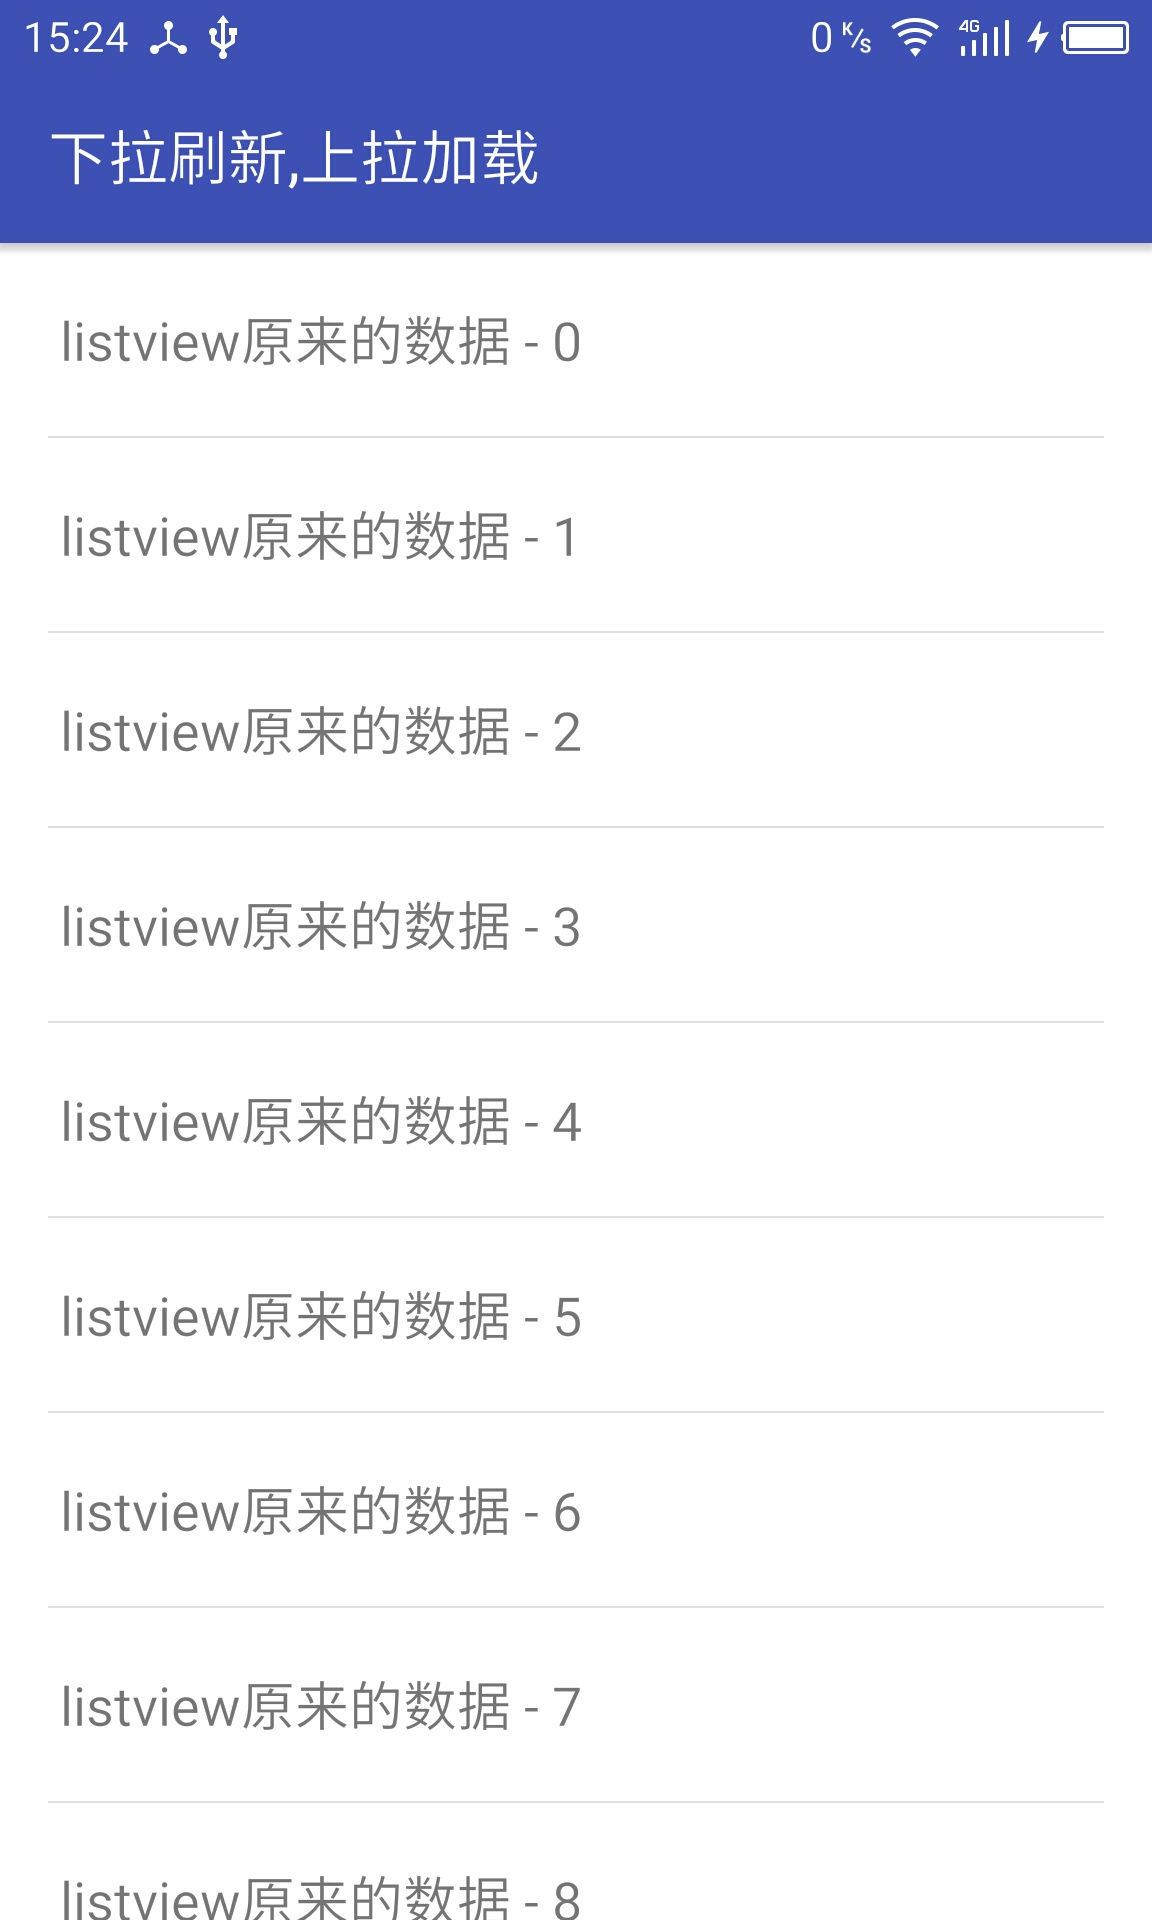 15:24 0 K/s 4G
下拉刷新,上拉加载
listview原来的数据 - 0
listview原来的数据 - 1
listview原来的数据 - 2
listview原来的数据 - 3
listview原来的数据 - 4
listview原来的数据 - 5
listview原来的数据 - 6
listview原来的数据 - 7
listview原来的数据 - 8